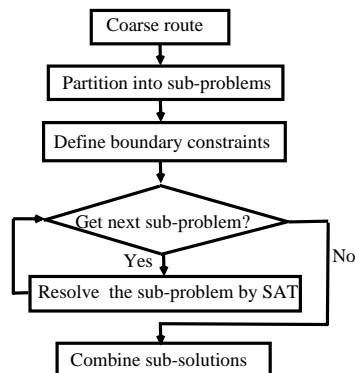 Coarse route
Partition into sub-problems
Define boundary constraints
Get next sub-problem?
Yes
No
Resolve the sub-problem by SAT
Combine sub-solutions